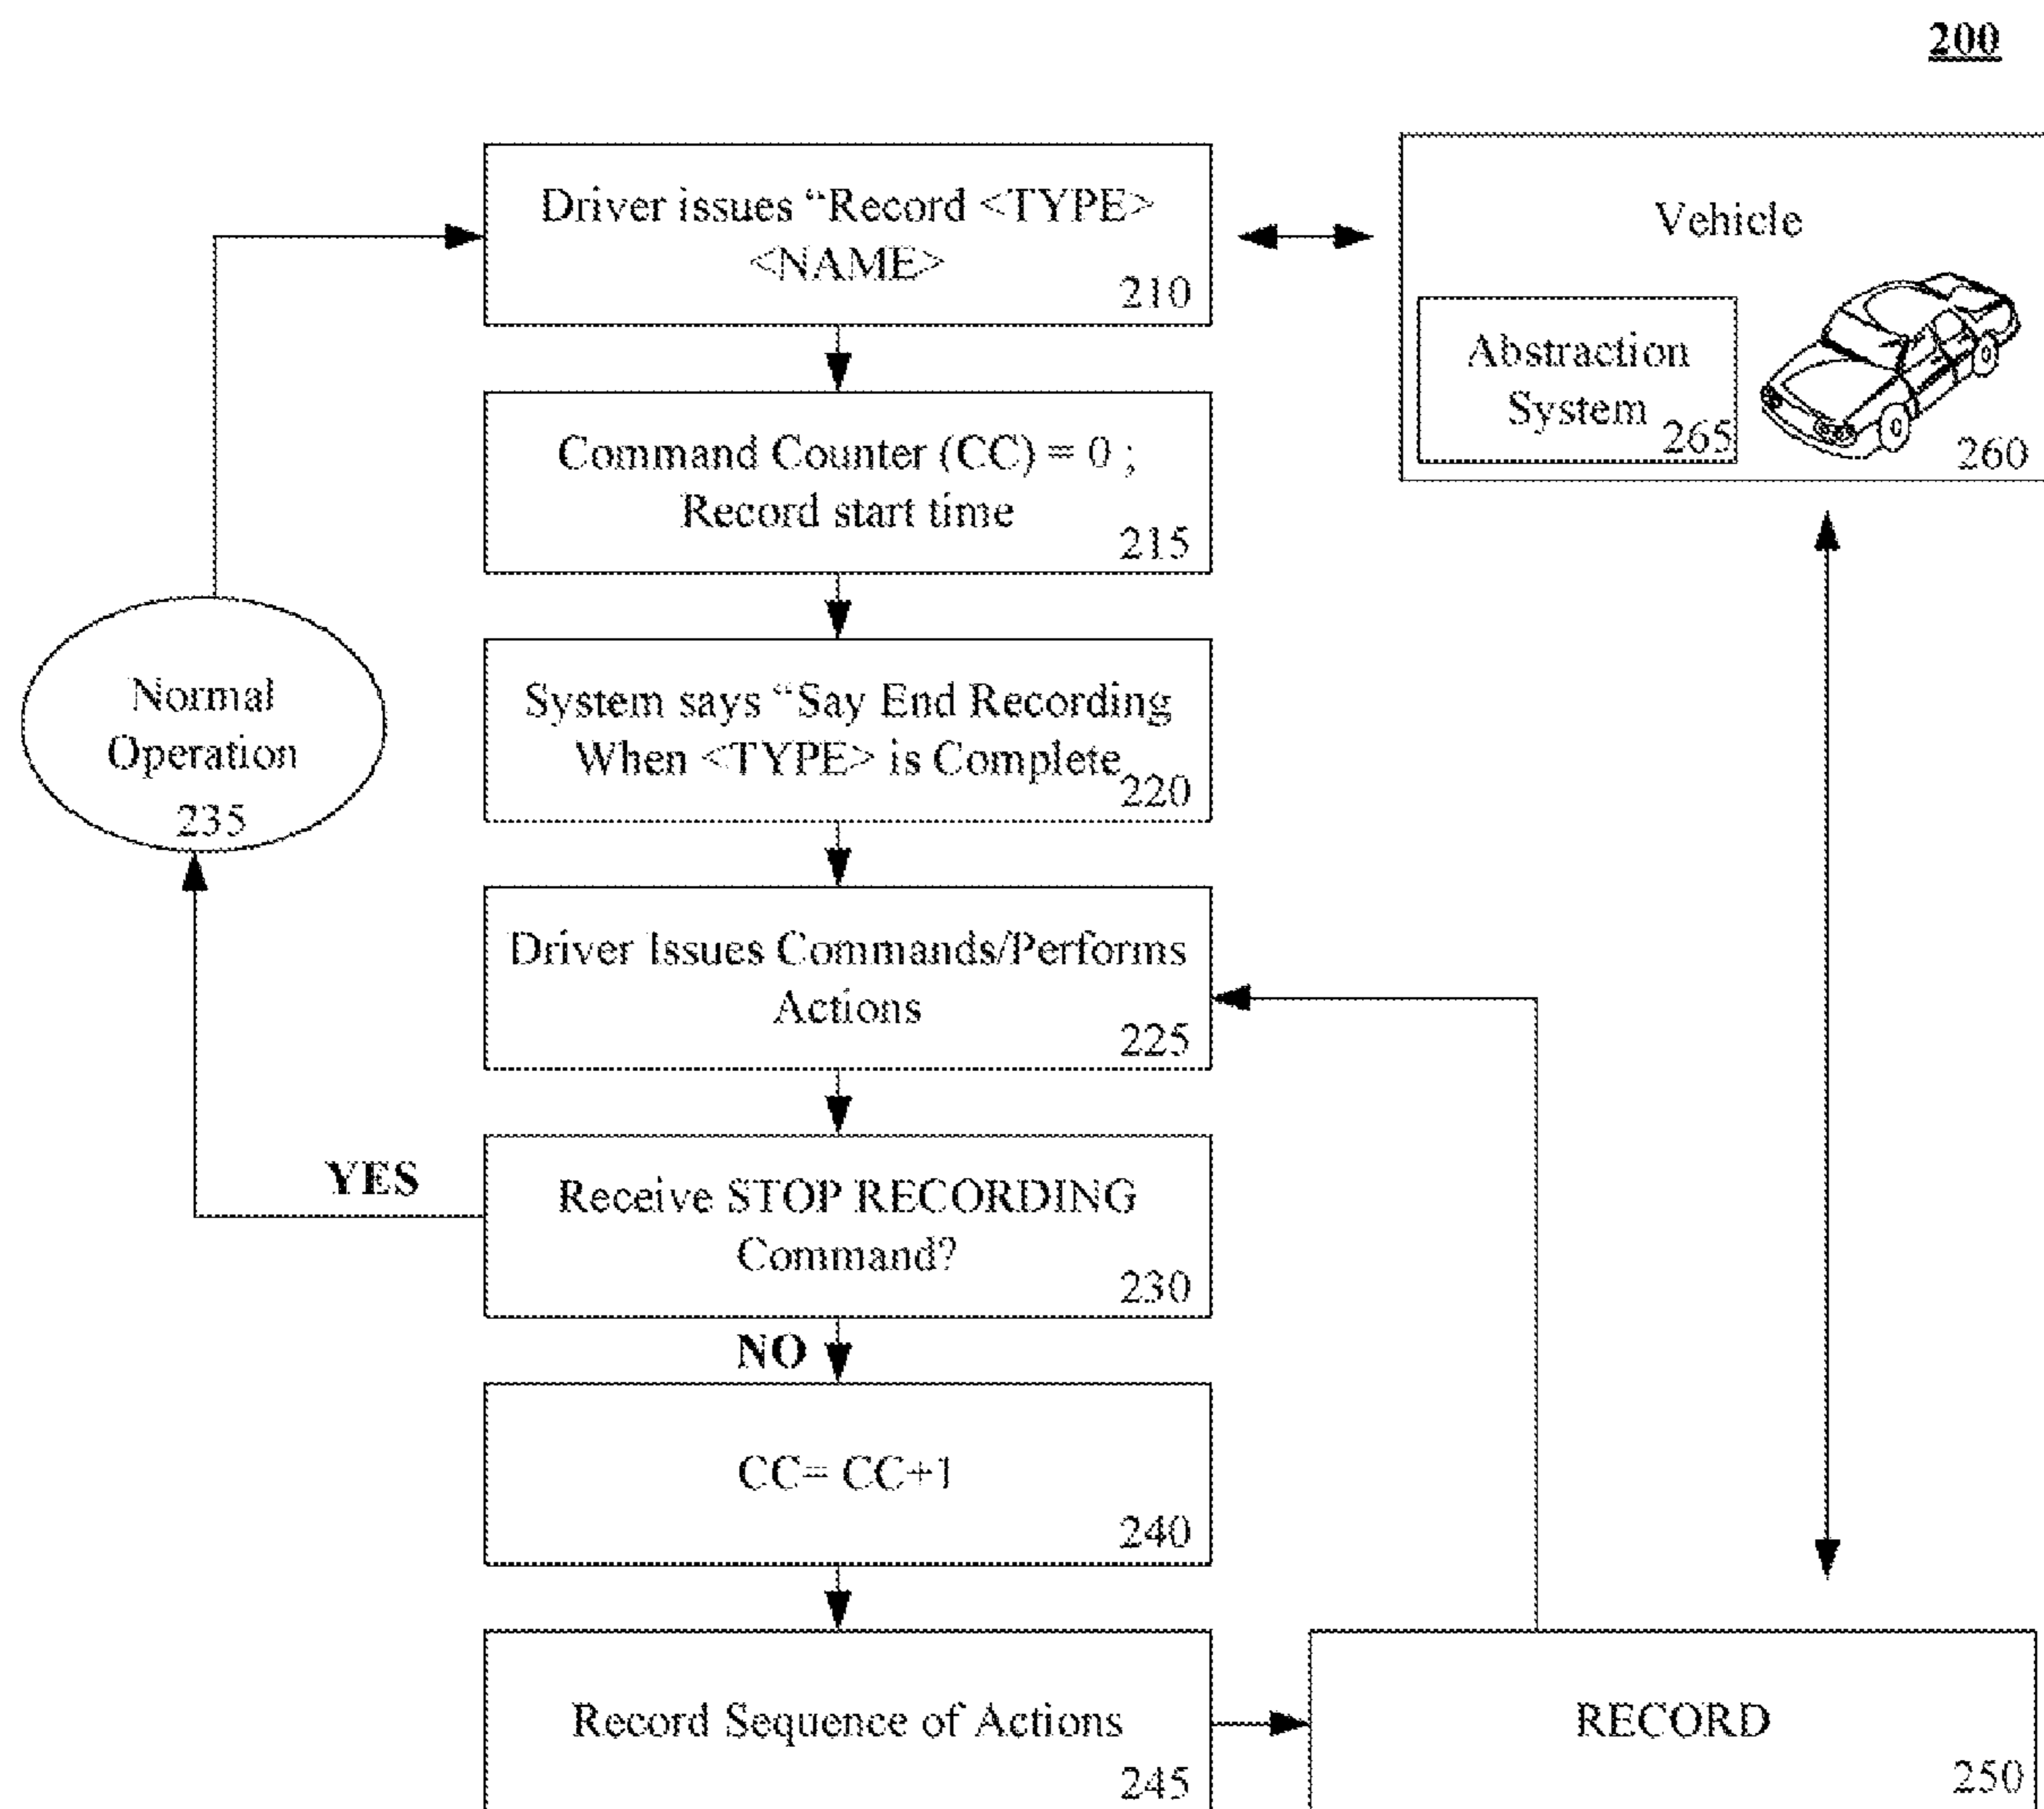 200
Driver issues “Record <TYPE>
<NAME>
210
Vehicle
Abstraction
System
265
260
Command Counter (CC) = 0 ;
Record start time
215
System says “Say End Recording
When <TYPE> is Complete
220
Normal
Operation
235
Driver Issues Commands/Performs
Actions
225
YES
Receive STOP RECORDING
Command?
230
NO
CC= CC+1
240
Record Sequence of Actions
245
RECORD
250